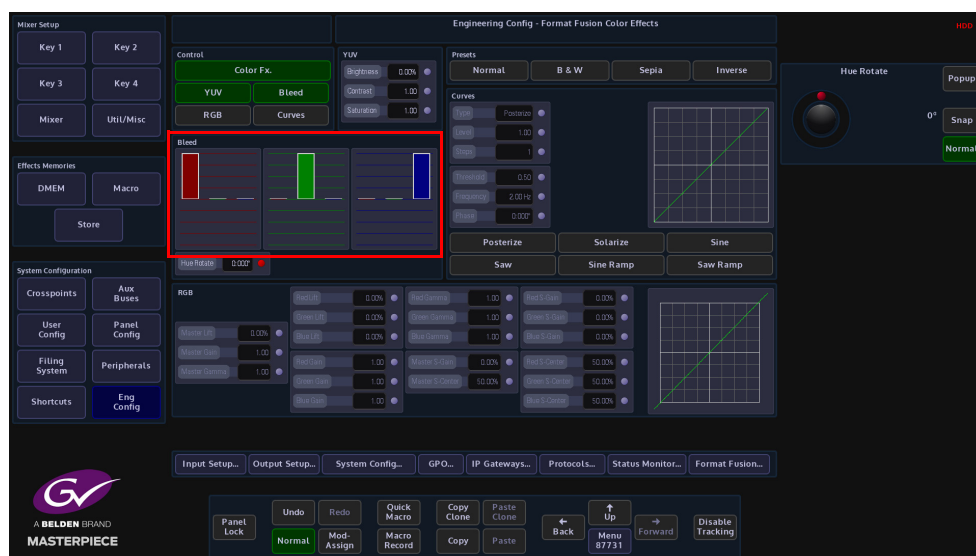 Mixer Setup
Engineering Config - Format Fusion Color Effects
HOD
Key 1
Key 2
Key 3
Key 4
Mixer
Util/Misc
Control
Color Fx.
YUV
Bleed
RGB
Curves
YUV
Brightness
0.00%
Contrast
1.00
Saturation
1.00
Presets
Normal
B & W
Sepia
Inverse
Curves
Type
Posterize
Level
1.00
Steps
1
Threshold
0.50
Frequency
2.00 Hz
Phase
0.000°
Posterize
Solarize
Sine
Saw
Sine Ramp
Saw Ramp
Hue Rotate
0°
Popup
Snap
Normal
Bleed
Hue Rotate
0.000°
Effects Memories
DMEM
Macro
Store
System Configuration
Crosspoints
Aux
Buses
User
Config
Panel
Config
Filing
System
Peripherals
Shortcuts
Eng
Config
RGB
Master Lift
0.00%
Master Gain
1.00
Master Gamma
1.00
Red Lift
0.00%
Green Lift
0.00%
Blue Lift
0.00%
Red Gain
1.00
Green Gain
1.00
Blue Gain
1.00
Red Gamma
1.00
Green Gamma
1.00
Blue Gamma
1.00
Master S-Gain
0.00%
Master S-Center
50.00%
Red S-Gain
0.00%
Green S-Gain
0.00%
Blue S-Gain
0.00%
Red S-Center
50.00%
Green S-Center
50.00%
Blue S-Center
50.00%
Input Setup...
Output Setup...
System Config...
GPO...
IP Gateways...
Protocols...
Status Monitor...
Format Fusion...
GV
A BELDEN BRAND
MASTERPIECE
Panel
Lock
Undo
Redo
Normal
Mod-
Assign
Quick
Macro
Macro
Record
Copy
Clone
Paste
Clone
Copy
Paste
Back
Up
Menu
87731
Forward
Disable
Tracking